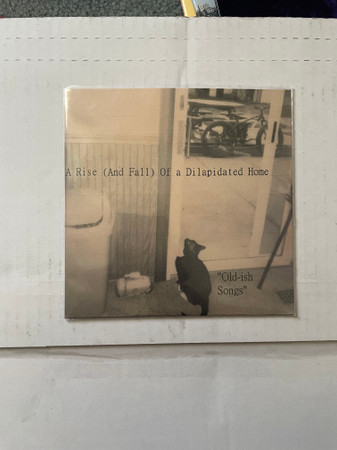 A Rise (And Fall) Of a Dilapidated Home
"Old-ish
Songs"